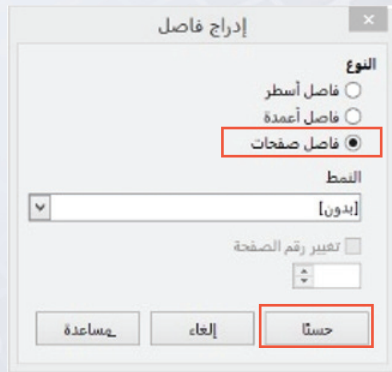 إدراج فاصل
النوع
فاصل أسطر
فاصل أعمدة
فاصل صفحات
النمط
[بدون]
تغيير رقم الصفحة
حسنًا
إلغاء
مساعدة